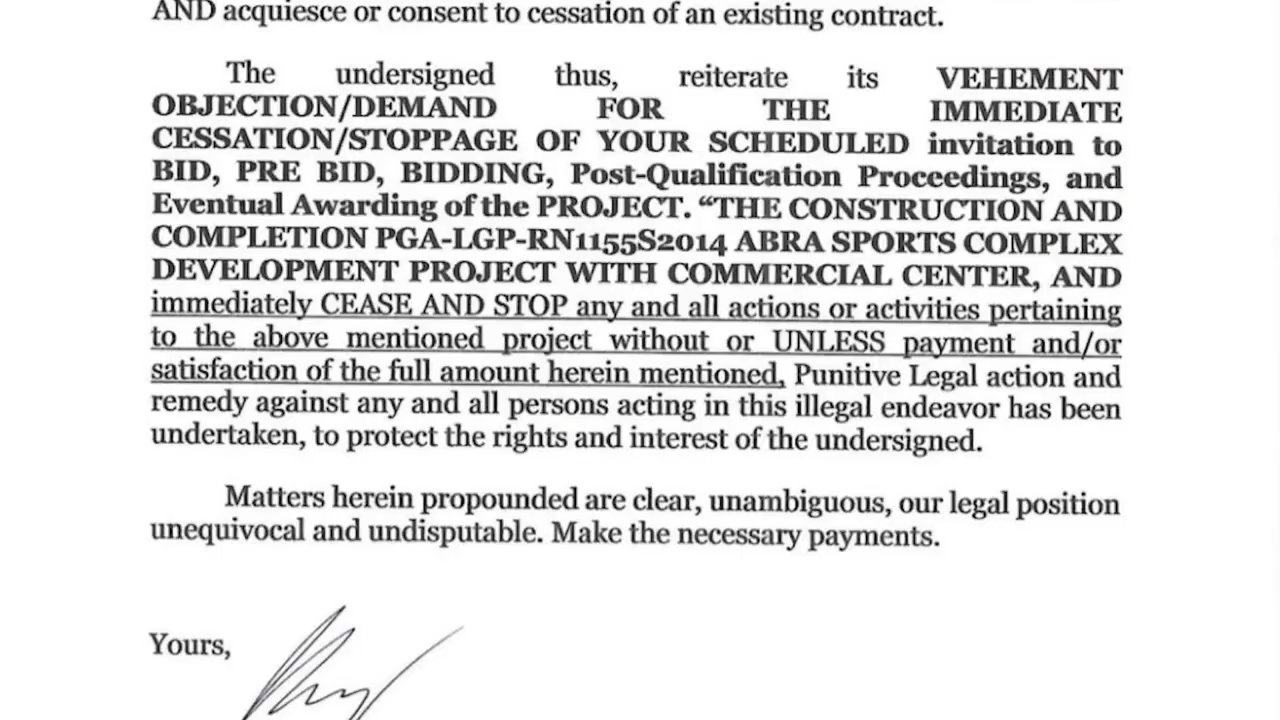 AND acquiesce or consent to cessation of an existing contract.
The undersigned thus, reiterate its VEHEMENT
OBJECTION/DEMAND FOR THE IMMEDIATE
CESSATION/STOPPAGE OF YOUR SCHEDULED invitation to
BID, PRE BID, BIDDING, Post-Qualification Proceedings, and
Eventual Awarding of the PROJECT. “THE CONSTRUCTION AND
COMPLETION PGA-LGP-RN1155S2014 ABRA SPORTS COMPLEX
DEVELOPMENT PROJECT WITH COMMERCIAL CENTER, AND
immediately CEASE AND STOP any and all actions or activities pertaining
to the above mentioned project without or UNLESS payment and/or
satisfaction of the full amount herein mentioned, Punitive Legal action and
remedy against any and all persons acting in this illegal endeavor has been
undertaken, to protect the rights and interest of the undersigned.
Matters herein propounded are clear, unambiguous, our legal position
unequivocal and undisputable. Make the necessary payments.
Yours,